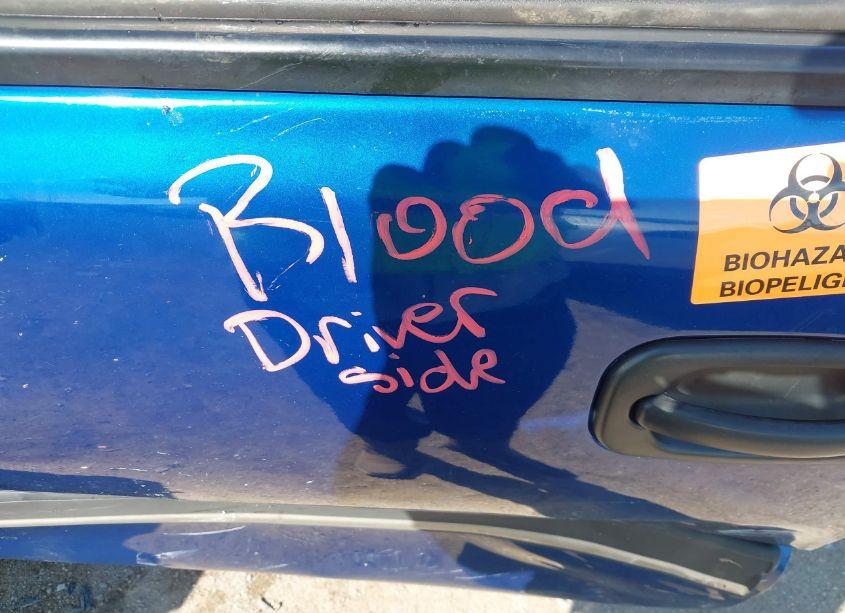 Blood
Driver
side
BIOHAZA
BIOPELIG